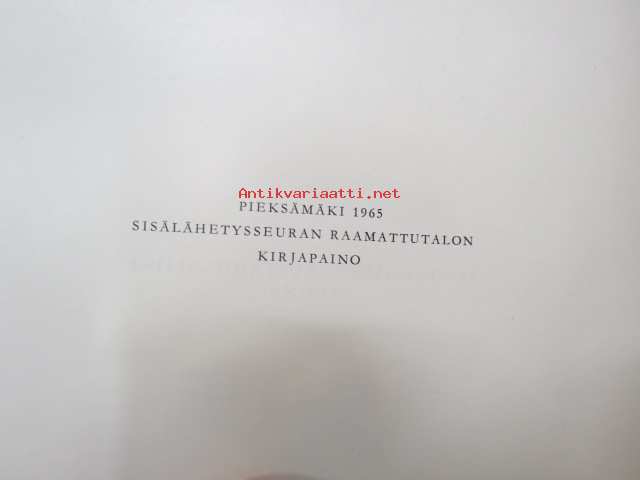 Antikvariaatti.net
PIEKSÄMÄKI 1965
SISÄLÄHETYSSEURAN RAAMATTUTALON
KIRJAPAINO